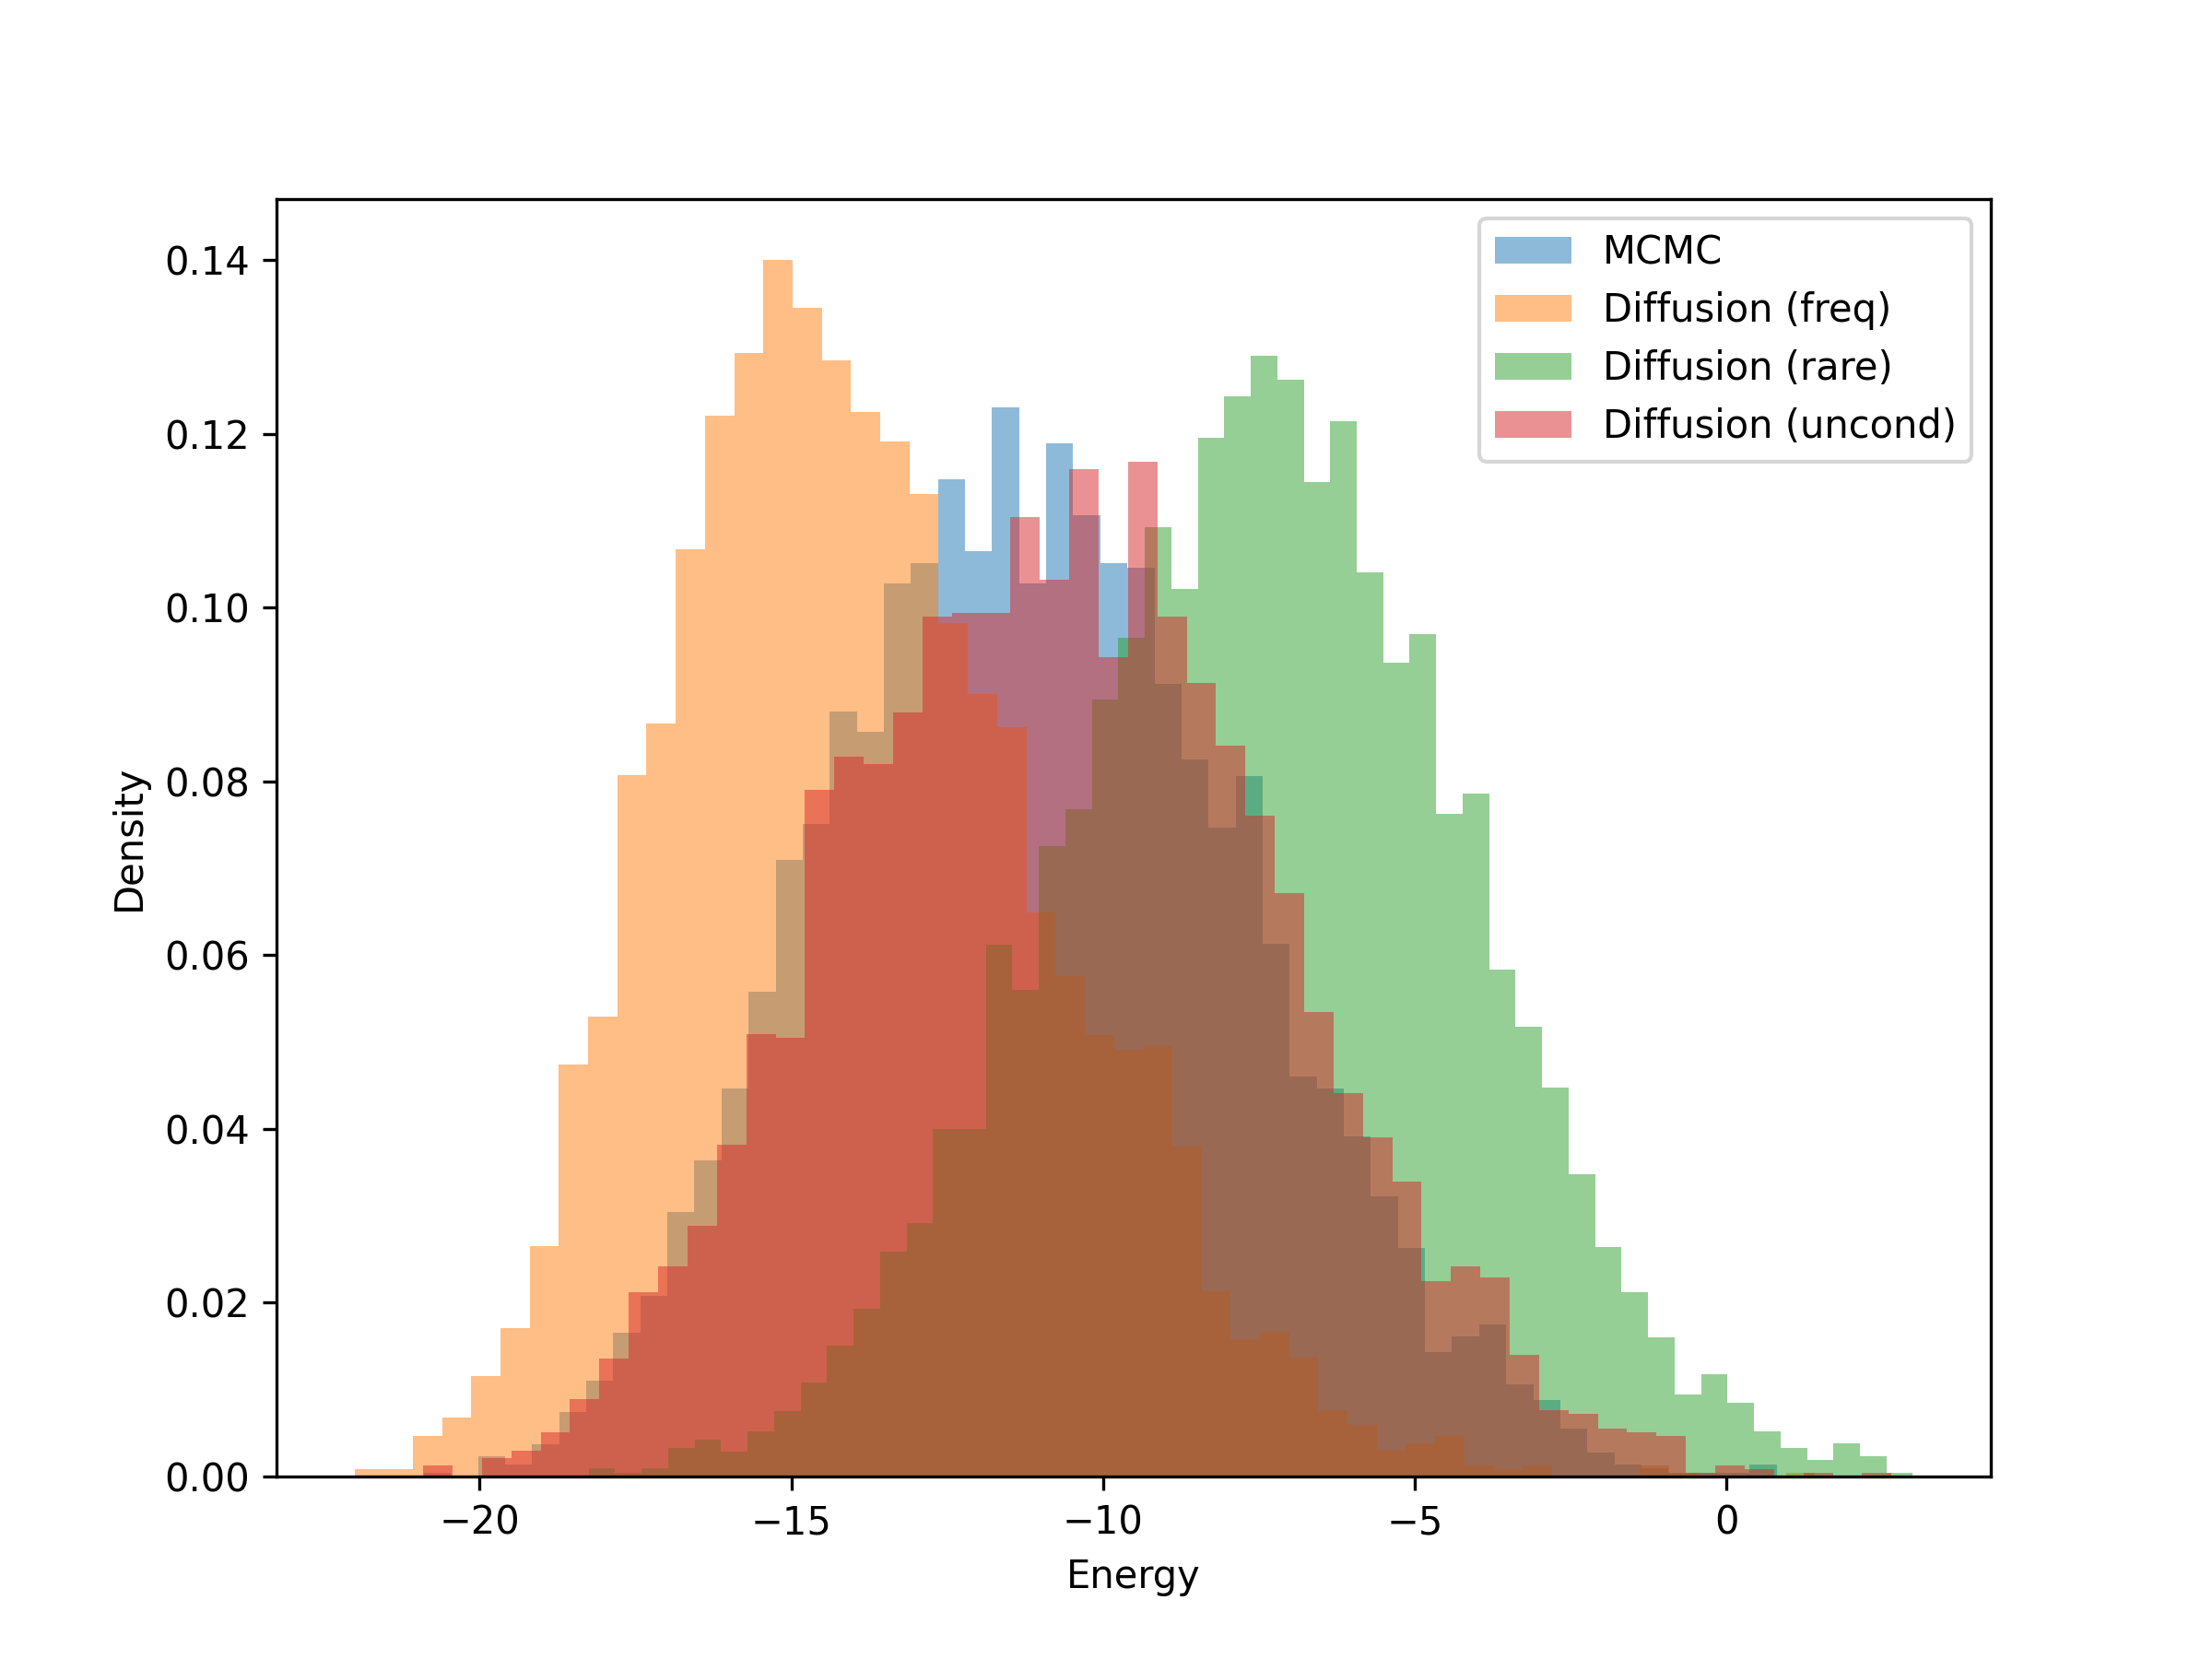 MCMC
Diffusion (freq)
Diffusion (rare)
Diffusion (uncond)
0.14
0.12
0.10
0.08
0.06
0.04
0.02
0.00
Density
−20 −15 −10 −5 0
Energy